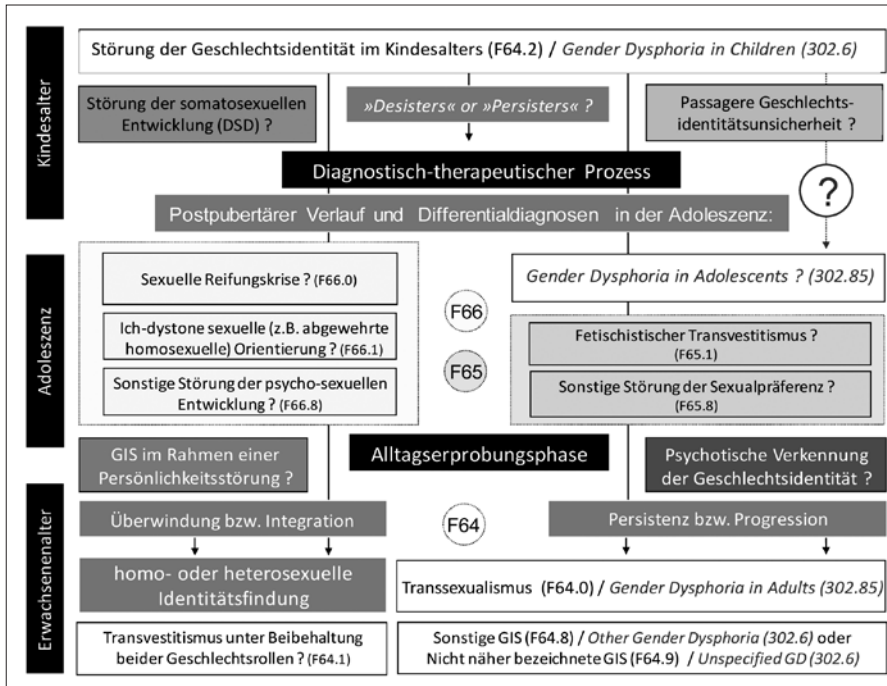 Kindesalter
Störung der Geschlechtsidentität im Kindesalters (F64.2) / Gender Dysphoria in Children (302.6)
Störung der somatosexuellen
Entwicklung (DSD) ?
»Desisters« or »Persisters« ?
Passagere Geschlechts-
identitätsunsicherheit ?
Diagnostisch-therapeutischer Prozess
?
Postpubertärer Verlauf und Differentialdiagnosen in der Adoleszenz:
Adoleszenz
Sexuelle Reifungskrise ? (F66.0)
Ich-dystone sexuelle (z.B. abgewehrte
homosexuelle) Orientierung ? (F66.1)
Sonstige Störung der psycho-sexuellen
Entwicklung ? (F66.8)
F66
F65
Gender Dysphoria in Adolescents ? (302.85)
Fetischistischer Transvestitismus ?
(F65.1)
Sonstige Störung der Sexualpräferenz ?
(F65.8)
GIS im Rahmen einer
Persönlichkeitsstörung ?
Alltagserprobungsphase
Psychotische Verkennung
der Geschlechtsidentität ?
Erwachsenenalter
Überwindung bzw. Integration
F64
Persistenz bzw. Progression
homo- oder heterosexuelle
Identitätsfindung
Transsexualismus (F64.0) / Gender Dysphoria in Adults (302.85)
Transvestitismus unter Beibehaltung
beider Geschlechtsrollen ? (F64.1)
Sonstige GIS (F64.8) / Other Gender Dysphoria (302.6) oder
Nicht näher bezeichnete GIS (F64.9) / Unspecified GD (302.6)